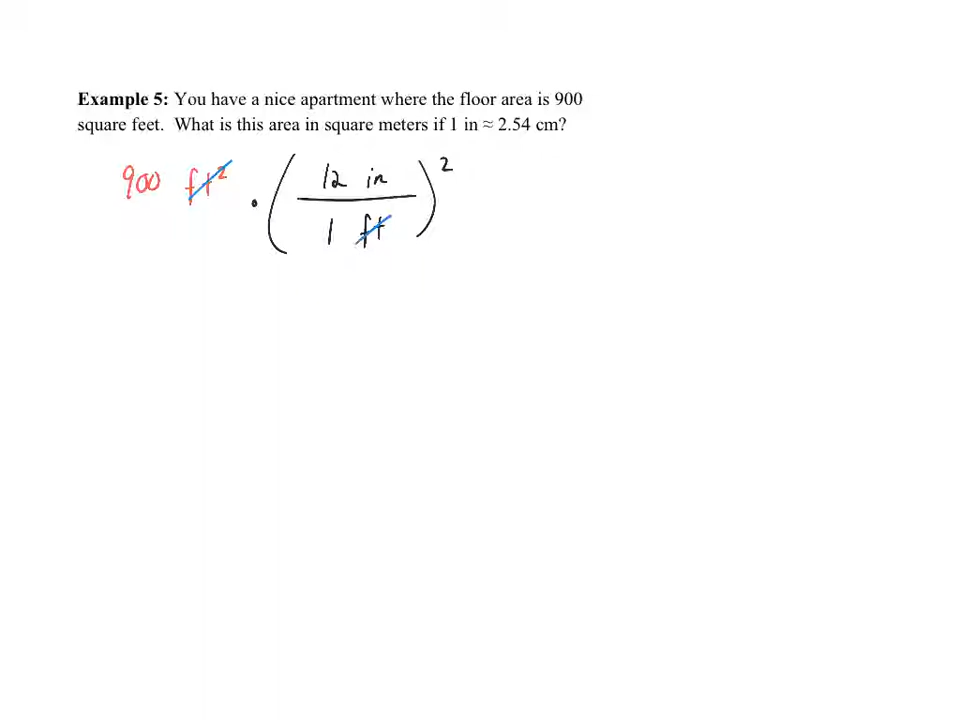 Example 5: You have a nice apartment where the floor area is 900
square feet. What is this area in square meters if 1 in ≈ 2.54 cm?
900 ft² · (12 in / 1 ft)²